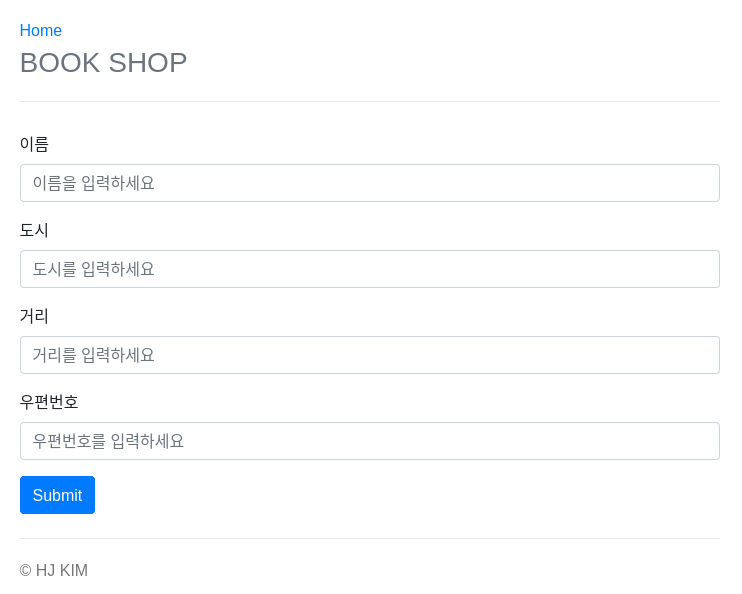 Home
BOOK SHOP
이름
이름을 입력하세요
도시
도시를 입력하세요
거리
거리를 입력하세요
우편번호
우편번호를 입력하세요
Submit
© HJ KIM